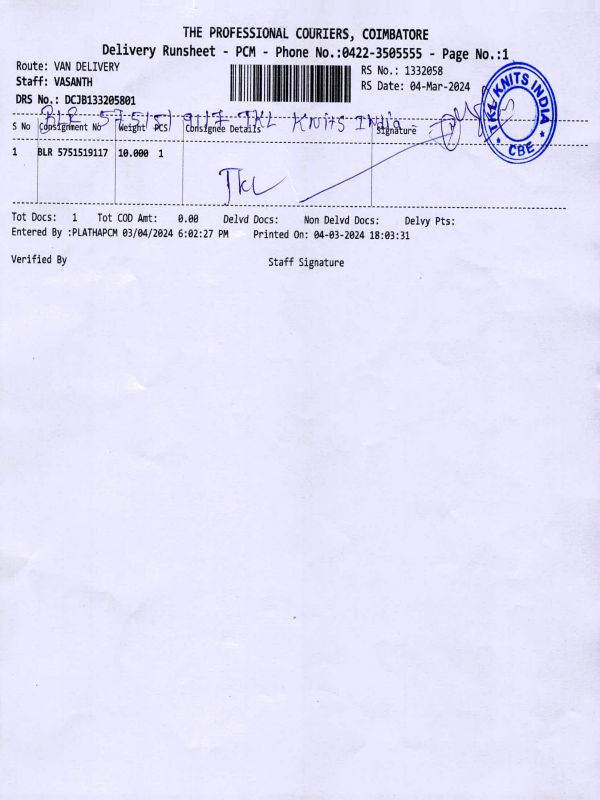 THE PROFESSIONAL COURIERS, COIMBATORE
Delivery Runsheet - PCM - Phone No.:0422-3505555 - Page No.:1
Route: VAN DELIVERY
RS No.: 1332058
Staff: VASANTH
RS Date: 04-Mar-2024
DRS No.: DCJB133205801
TKL KNITS INDIA
* CBE *
BLR 5751519117 TKL KNITS INDIA
S No Consignment No Weight PCS Consignee Details Signature
1 BLR 5751519117 10.000 1
TKL
Tot Docs: 1 Tot COD Amt: 0.00 Delvd Docs: Non Delvd Docs: Delvy Pts:
Entered By :PLATHAPCM 03/04/2024 6:02:27 PM Printed On: 04-03-2024 18:03:31
Verified By Staff Signature